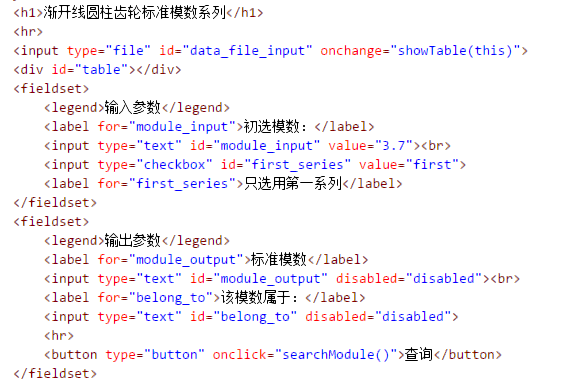 <h1>渐开线圆柱齿轮标准模数系列</h1>
<hr>
<input type="file" id="data_file_input" onchange="showTable(this)">
<div id="table"></div>
<fieldset>
    <legend>输入参数</legend>
    <label for="module_input">初选模数：</label>
    <input type="text" id="module_input" value="3.7"><br>
    <input type="checkbox" id="first_series" value="first">
    <label for="first_series">只选用第一系列</label>
</fieldset>
<fieldset>
    <legend>输出参数</legend>
    <label for="module_output">标准模数</label>
    <input type="text" id="module_output" disabled="disabled"><br>
    <label for="belong_to">该模数属于：</label>
    <input type="text" id="belong_to" disabled="disabled">
    <hr>
    <button type="button" onclick="searchModule()">查询</button>
</fieldset>